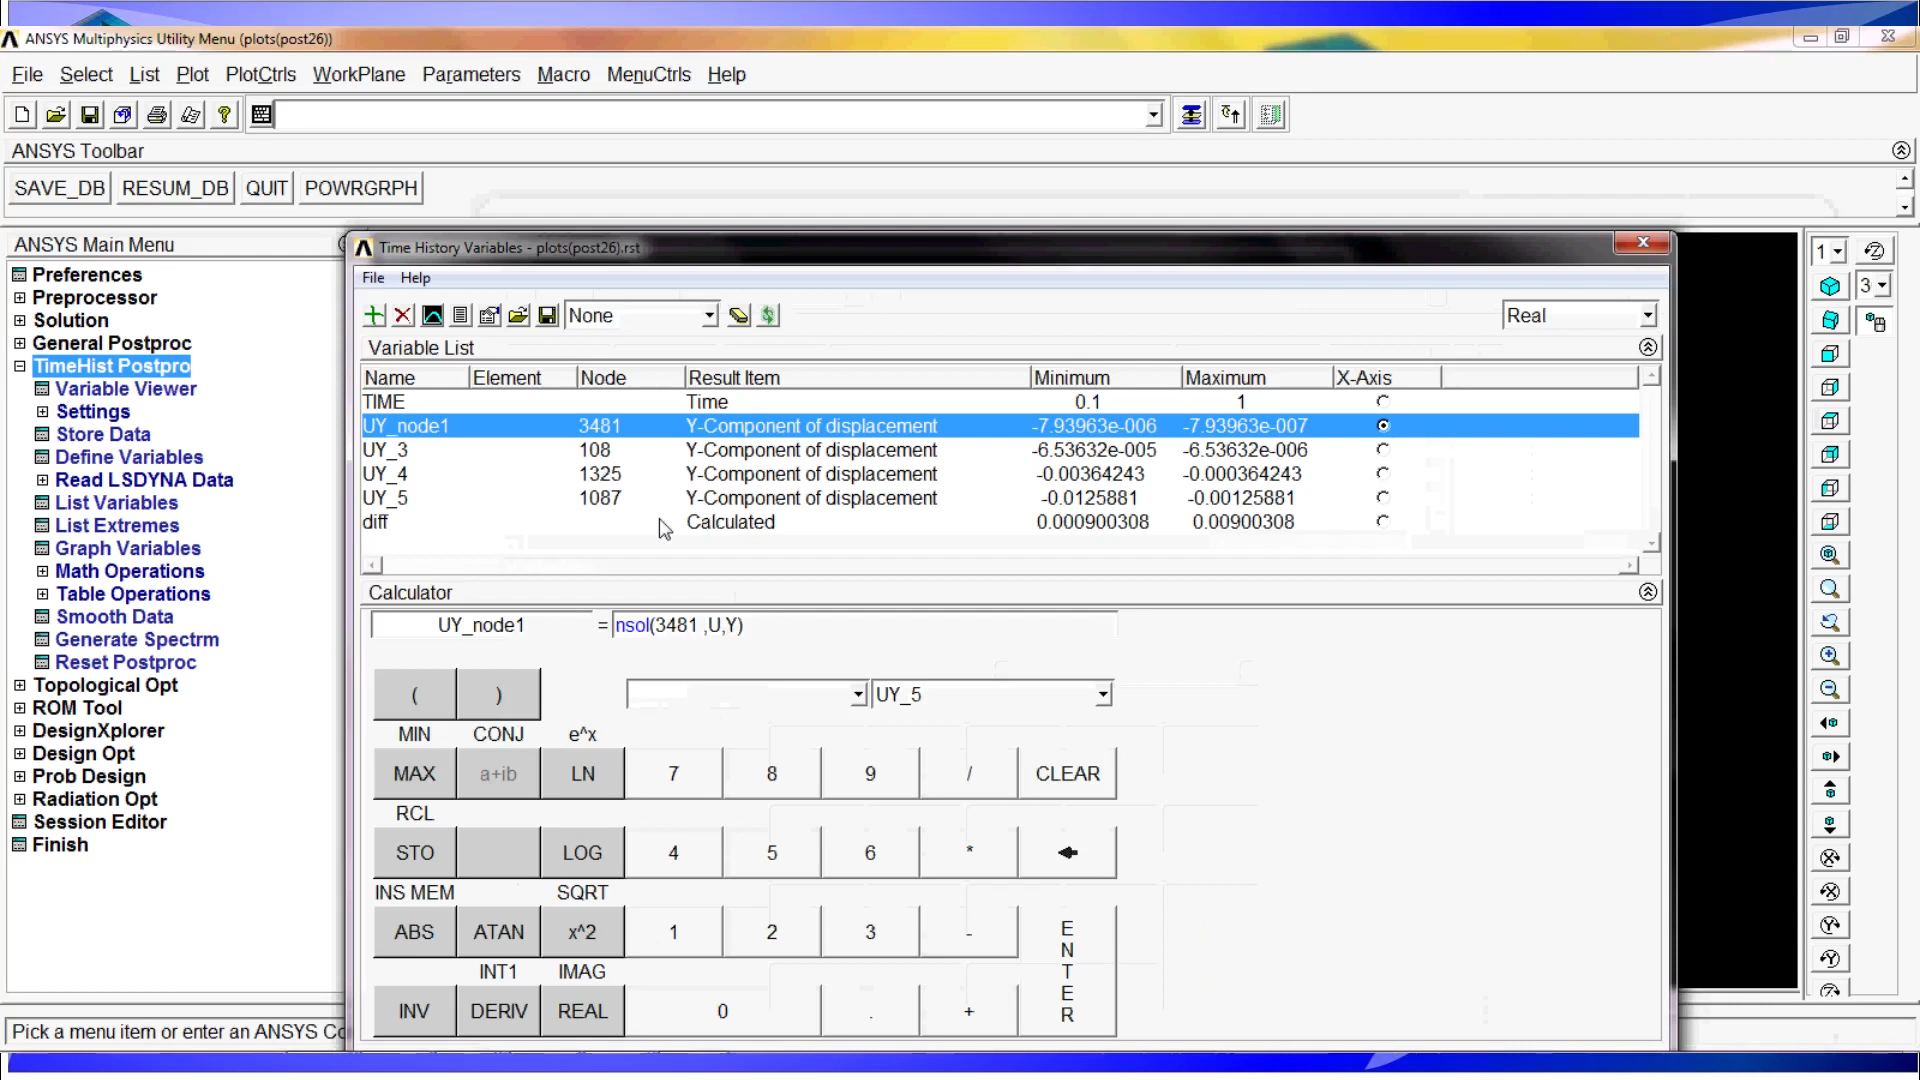 ANSYS Multiphysics Utility Menu (plots(post26))
File Select List Plot PlotCtrls WorkPlane Parameters Macro MenuCtrls Help
ANSYS Toolbar
SAVE_DB RESUM_DB QUIT POWRGRPH
ANSYS Main Menu
Preferences
Preprocessor
Solution
General Postproc
TimeHist Postpro
Variable Viewer
Settings
Store Data
Define Variables
Read LSDYNA Data
List Variables
List Extremes
Graph Variables
Math Operations
Table Operations
Smooth Data
Generate Spectrm
Reset Postproc
Topological Opt
ROM Tool
DesignXplorer
Design Opt
Prob Design
Radiation Opt
Session Editor
Finish
Pick a menu item or enter an ANSYS Co
Time History Variables - plots(post26).rst
File Help
None Real
Variable List
Name Element Node Result Item Minimum Maximum X-Axis
TIME Time 0.1 1
UY_node1 3481 Y-Component of displacement -7.93963e-006 -7.93963e-007
UY_3 108 Y-Component of displacement -6.53632e-005 -6.53632e-006
UY_4 1325 Y-Component of displacement -0.00364243 -0.000364243
UY_5 1087 Y-Component of displacement -0.0125881 -0.00125881
diff Calculated 0.000900308 0.00900308
Calculator
UY_node1 = nsol(3481 ,U,Y)
( ) UY_5
MIN CONJ e^x
MAX a+ib LN 7 8 9 / CLEAR
RCL
STO LOG 4 5 6 *
INS MEM SQRT
ABS ATAN x^2 1 2 3 - ENTER
INT1 IMAG
INV DERIV REAL 0 . +
1
3